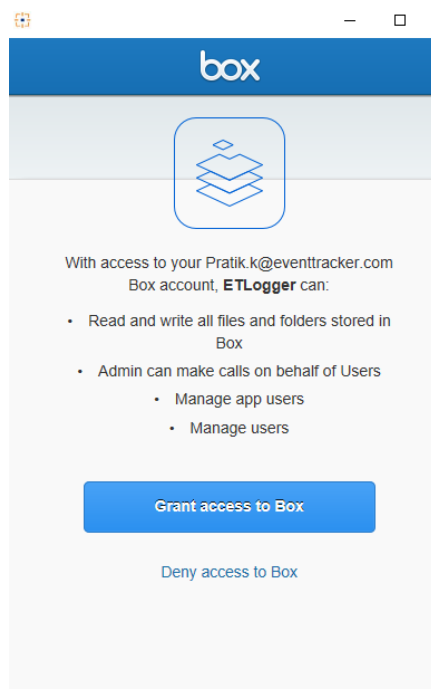 box
With access to your Pratik.k@eventtracker.com
Box account, ETLogger can:
• Read and write all files and folders stored in
Box
• Admin can make calls on behalf of Users
• Manage app users
• Manage users
Grant access to Box
Deny access to Box